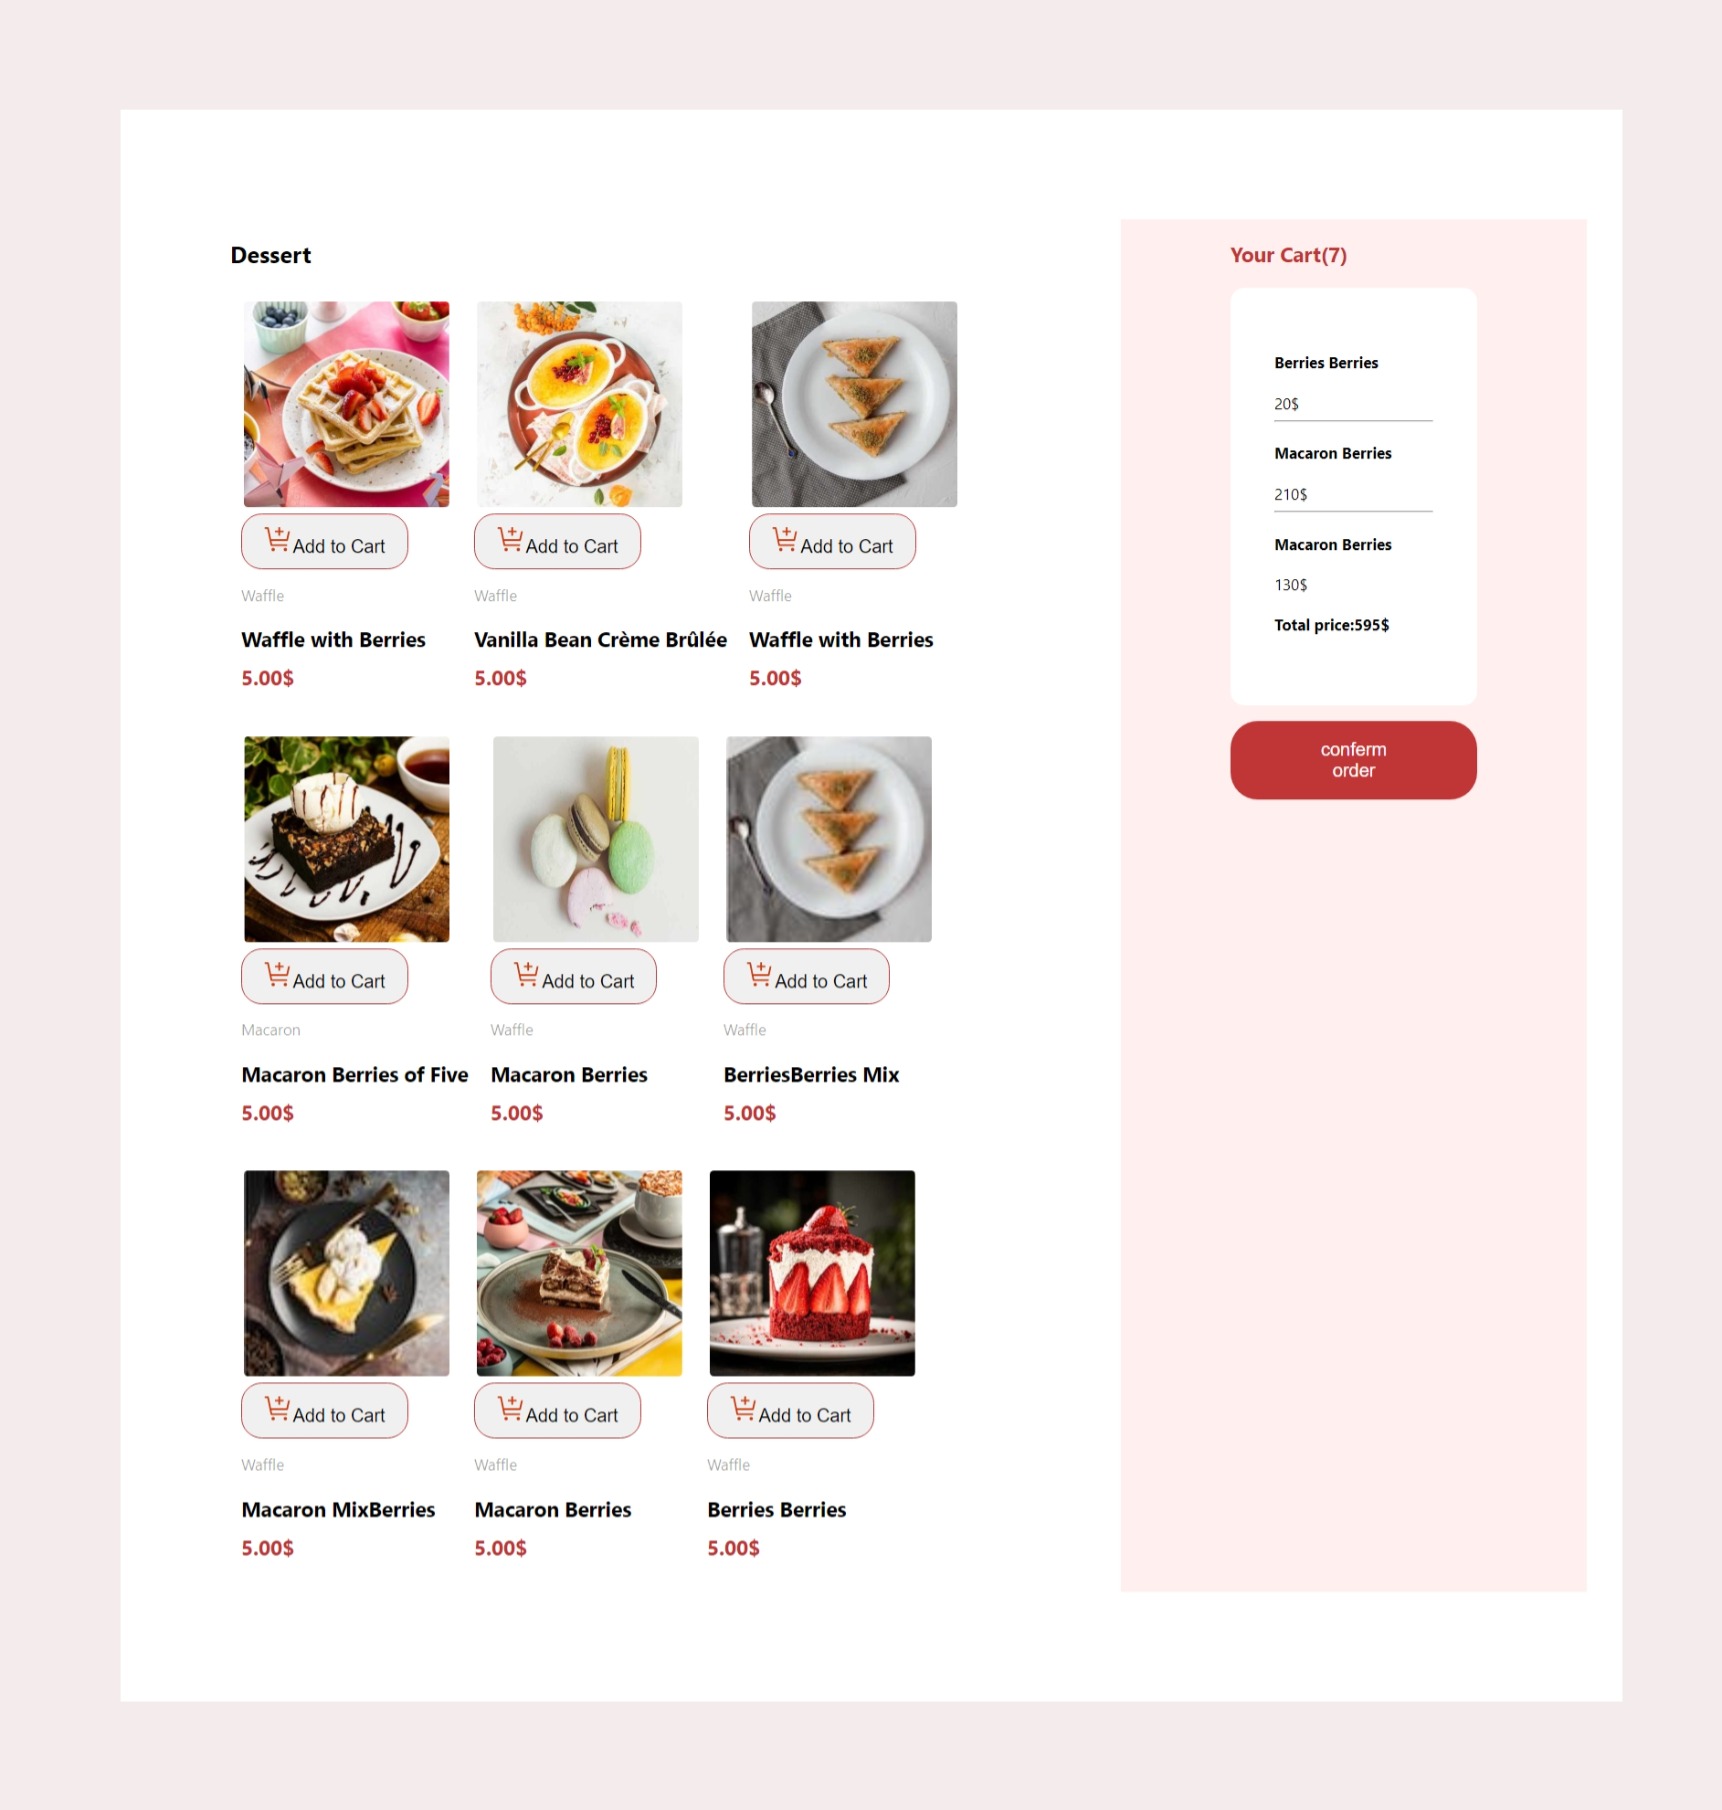 Dessert
Add to Cart
Add to Cart
Add to Cart
Waffle
Waffle
Waffle
Waffle with Berries
Vanilla Bean Crème Brûlée
Waffle with Berries
5.00$
5.00$
5.00$
Add to Cart
Add to Cart
Add to Cart
Macaron
Waffle
Waffle
Macaron Berries of Five
Macaron Berries
BerriesBerries Mix
5.00$
5.00$
5.00$
Add to Cart
Add to Cart
Add to Cart
Waffle
Waffle
Waffle
Macaron MixBerries
Macaron Berries
Berries Berries
5.00$
5.00$
5.00$
Your Cart(7)
Berries Berries
20$
Macaron Berries
210$
Macaron Berries
130$
Total price:595$
conferm
order